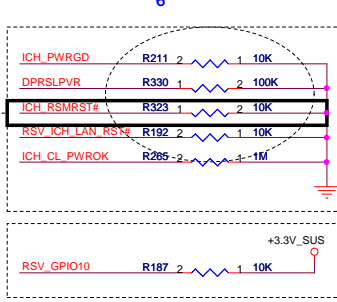 6
ICH_PWRGD R211 2 1 10K
DPRSLPVR R330 1 2 100K
ICH_RSMRST# R323 1 2 10K
RSV_ICH_LAN_RST# R192 2 1 10K
ICH_CL_PWROK R265 2 1 1M
+3.3V_SUS
RSV_GPIO10 R187 2 1 10K